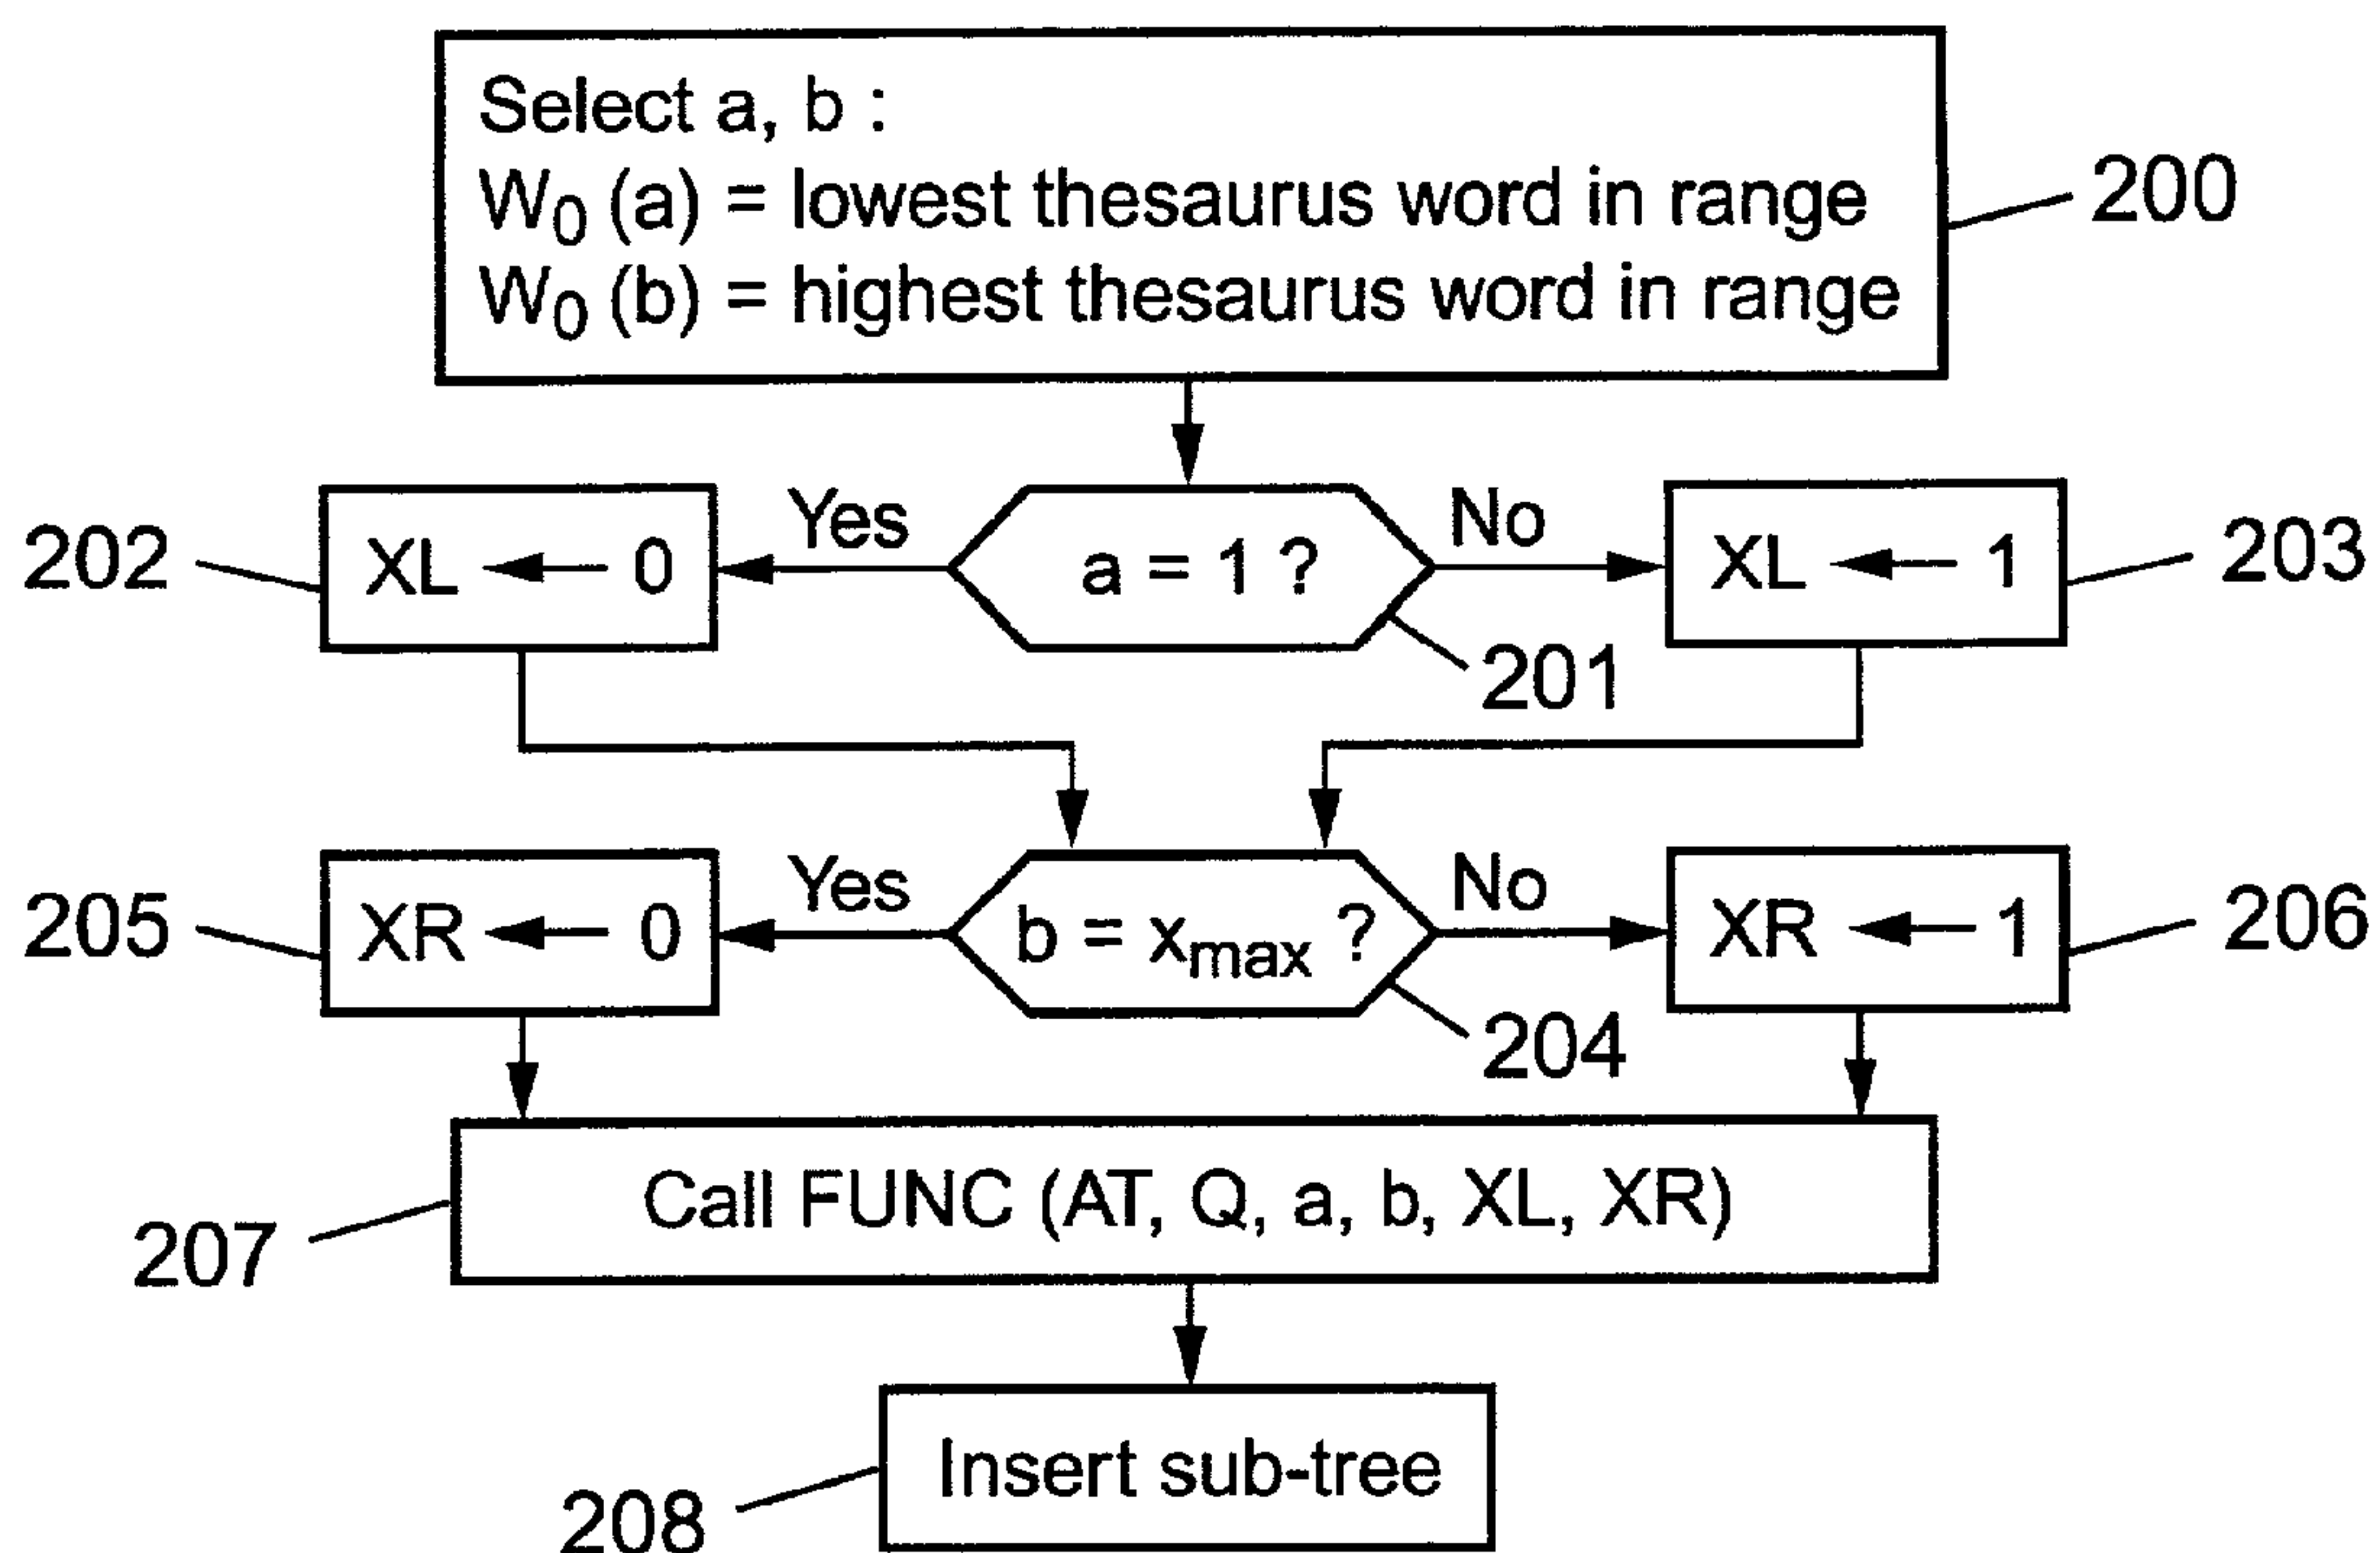 Select a, b :
W0 (a) = lowest thesaurus word in range
W0 (b) = highest thesaurus word in range
200
202
XL ← 0
Yes
a = 1 ?
No
XL ← 1
203
201
205
XR ← 0
Yes
b = xmax ?
No
XR ← 1
206
204
Call FUNC (AT, Q, a, b, XL, XR)
207
Insert sub-tree
208